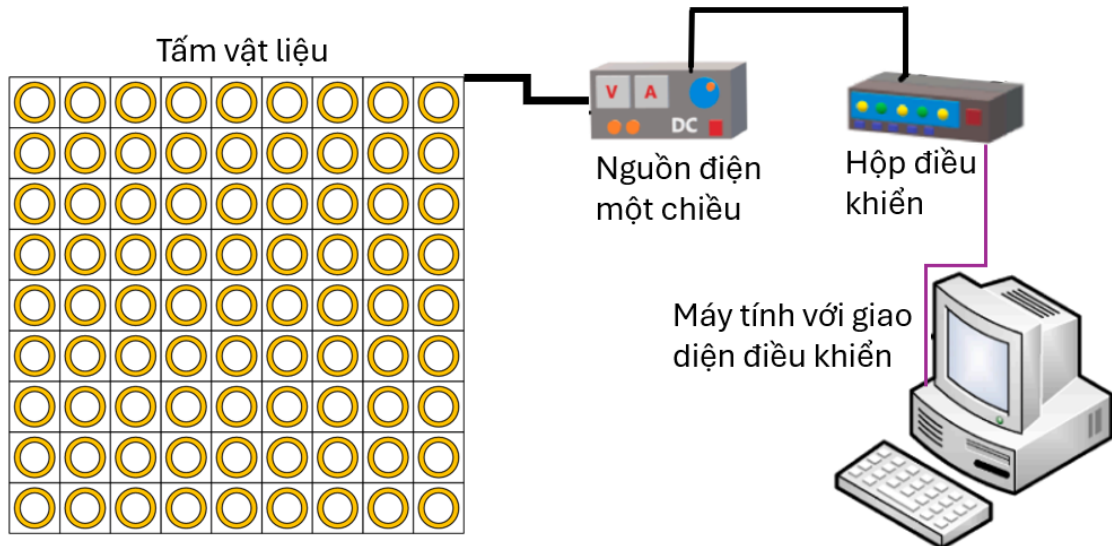 Tấm vật liệu
V A
DC
Nguồn điện
một chiều
Hộp điều
khiển
Máy tính với giao
diện điều khiển